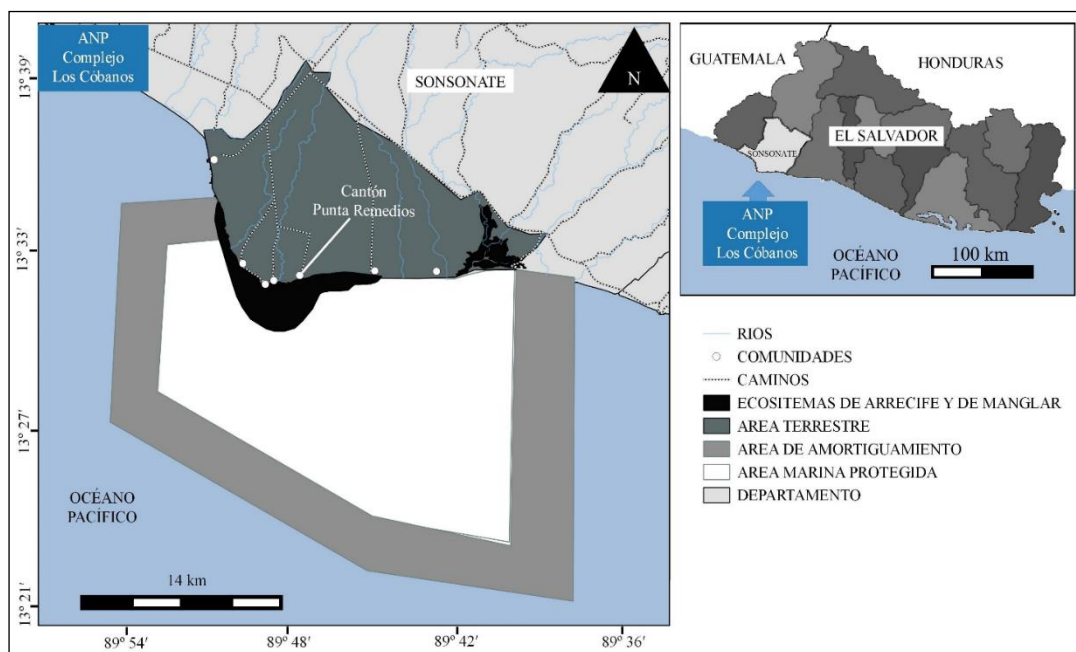 ANP
Complejo
Los Cóbanos
SONSONATE
N
Cantón
Punta Remedios
OCÉANO
PACÍFICO
14 km
13° 39'
13° 33'
13° 27'
13° 21'
89° 54'
89° 48'
89° 42'
89° 36'
GUATEMALA
HONDURAS
EL SALVADOR
SONSONATE
ANP
Complejo
Los Cóbanos
OCÉANO
PACÍFICO
100 km
RIOS
COMUNIDADES
CAMINOS
ECOSITEMAS DE ARRECIFE Y DE MANGLAR
AREA TERRESTRE
AREA DE AMORTIGUAMIENTO
AREA MARINA PROTEGIDA
DEPARTAMENTO